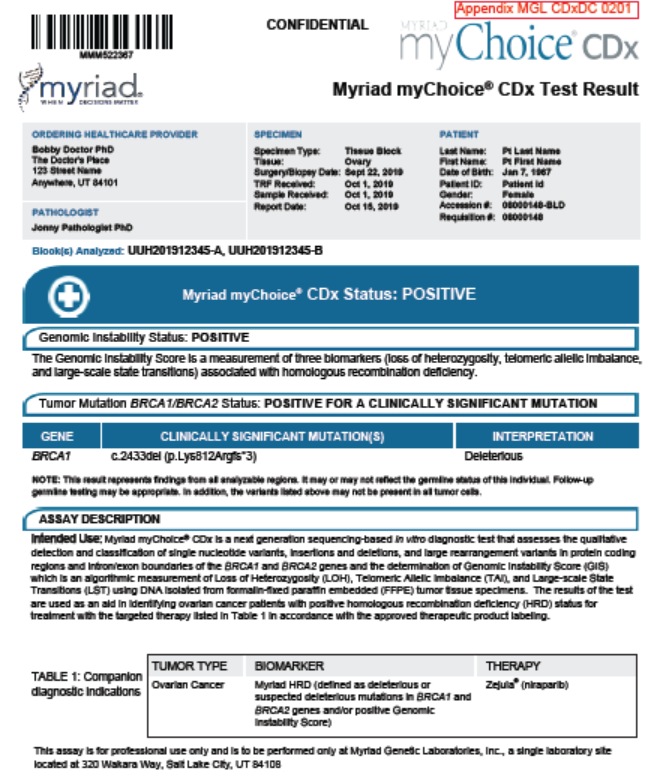 Appendix MGL CDxDC 0201
CONFIDENTIAL
MMM522367
MYRIAD
myChoice® CDx
myriad®
WHEN DECISIONS MATTER
Myriad myChoice® CDx Test Result
ORDERING HEALTHCARE PROVIDER
Bobby Doctor PhD
The Doctor's Place
123 Street Name
Anywhere, UT 84101
PATHOLOGIST
Jonny Pathologist PhD
SPECIMEN
Specimen Type: Tissue Block
Tissue: Ovary
Surgery/Biopsy Date: Sept 22, 2019
TRF Received: Oct 1, 2019
Sample Received: Oct 1, 2019
Report Date: Oct 15, 2019
PATIENT
Last Name: Pt Last Name
First Name: Pt First Name
Date of Birth: Jan 7, 1967
Patient ID: Patient Id
Gender: Female
Accession #: 08000148-BLD
Requisition #: 08000148
Block(s) Analyzed: UUH201912345-A, UUH201912345-B
Myriad myChoice® CDx Status: POSITIVE
Genomic Instability Status: POSITIVE
The Genomic Instability Score is a measurement of three biomarkers (loss of heterozygosity, telomeric allelic imbalance,
and large-scale state transitions) associated with homologous recombination deficiency.
Tumor Mutation BRCA1/BRCA2 Status: POSITIVE FOR A CLINICALLY SIGNIFICANT MUTATION
GENE CLINICALLY SIGNIFICANT MUTATION(S) INTERPRETATION
BRCA1 c.2433del (p.Lys812Argfs*3) Deleterious
NOTE: This result represents findings from all analyzable regions. It may or may not reflect the germline status of this individual. Follow-up
germline testing may be appropriate. In addition, the variants listed above may not be present in all tumor cells.
ASSAY DESCRIPTION
Intended Use: Myriad myChoice® CDx is a next generation sequencing-based in vitro diagnostic test that assesses the qualitative
detection and classification of single nucleotide variants, insertions and deletions, and large rearrangement variants in protein coding
regions and intron/exon boundaries of the BRCA1 and BRCA2 genes and the determination of Genomic Instability Score (GIS)
which is an algorithmic measurement of Loss of Heterozygosity (LOH), Telomeric Allelic Imbalance (TAI), and Large-scale State
Transitions (LST) using DNA isolated from formalin-fixed paraffin embedded (FFPE) tumor tissue specimens. The results of the test
are used as an aid in identifying ovarian cancer patients with positive homologous recombination deficiency (HRD) status for
treatment with the targeted therapy listed in Table 1 in accordance with the approved therapeutic product labeling.
TABLE 1: Companion
diagnostic indications
TUMOR TYPE BIOMARKER THERAPY
Ovarian Cancer Myriad HRD (defined as deleterious or Zejula® (niraparib)
suspected deleterious mutations in BRCA1 and
BRCA2 genes and/or positive Genomic
Instability Score)
This assay is for professional use only and is to be performed only at Myriad Genetic Laboratories, Inc., a single laboratory site
located at 320 Wakara Way, Salt Lake City, UT 84108